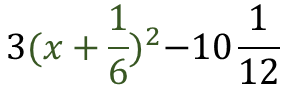 3(x + 1/6)² − 10 1/12